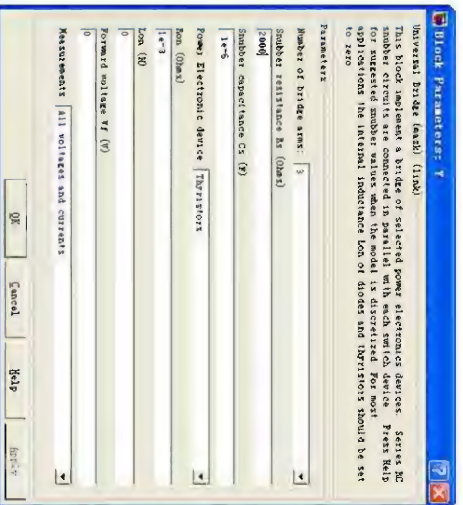 Block Parameters: Y
Universal Bridge (mask) (link)
This block implement a bridge of selected power electronics devices. Series RC
snubber circuits are connected in parallel with each switch device Press Help
for suggested snubber values when the model is discretized For most
applications the internal inductance Lon of diodes and thyristors should be set
to zero
Parameters
Number of bridge arms: 3
Snubber resistance Rs (Ohms)
2000
Snubber capacitance Cs (F)
1e-6
Power Electronic device Thyristors
Ron (Ohms)
1e-3
Lon (H)
0
Forward voltage Vf (V)
0
Measurements All voltages and currents
OK Cancel Help Apply